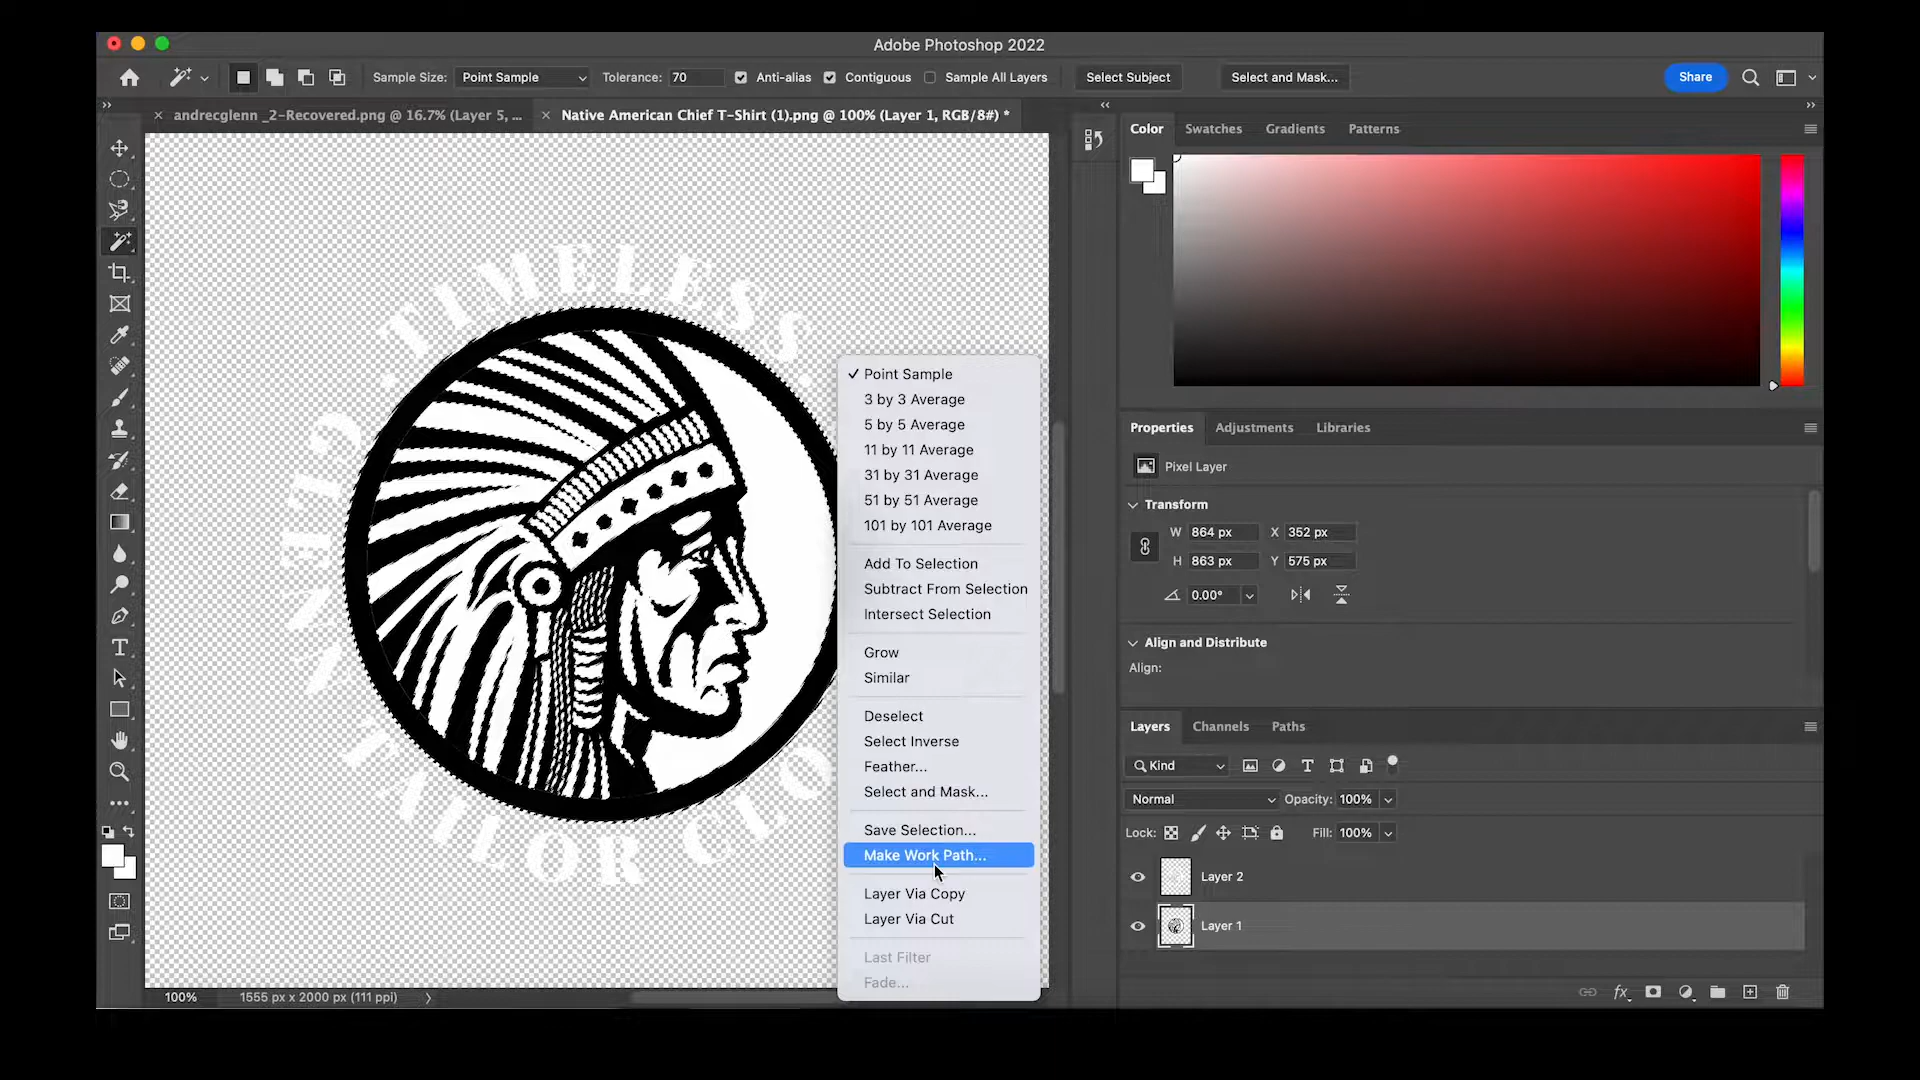 Adobe Photoshop 2022
Sample Size: Point Sample Tolerance: 70 Anti-alias Contiguous Sample All Layers Select Subject Select and Mask... Share
andrecglenn _2-Recovered.png @ 16.7% (Layer 5, ... Native American Chief T-Shirt (1).png @ 100% (Layer 1, RGB/8#) *
TIMELESS
GLENN
TAILOR CLO
Point Sample
3 by 3 Average
5 by 5 Average
11 by 11 Average
31 by 31 Average
51 by 51 Average
101 by 101 Average
Add To Selection
Subtract From Selection
Intersect Selection
Grow
Similar
Deselect
Select Inverse
Feather...
Select and Mask...
Save Selection...
Make Work Path...
Layer Via Copy
Layer Via Cut
Last Filter
Fade...
100% 1555 px x 2000 px (111 ppi)
Color Swatches Gradients Patterns
Properties Adjustments Libraries
Pixel Layer
Transform
W 864 px X 352 px
H 863 px Y 575 px
0.00°
Align and Distribute
Align:
Layers Channels Paths
Kind
Normal Opacity: 100%
Lock: Fill: 100%
Layer 2
Layer 1
fx